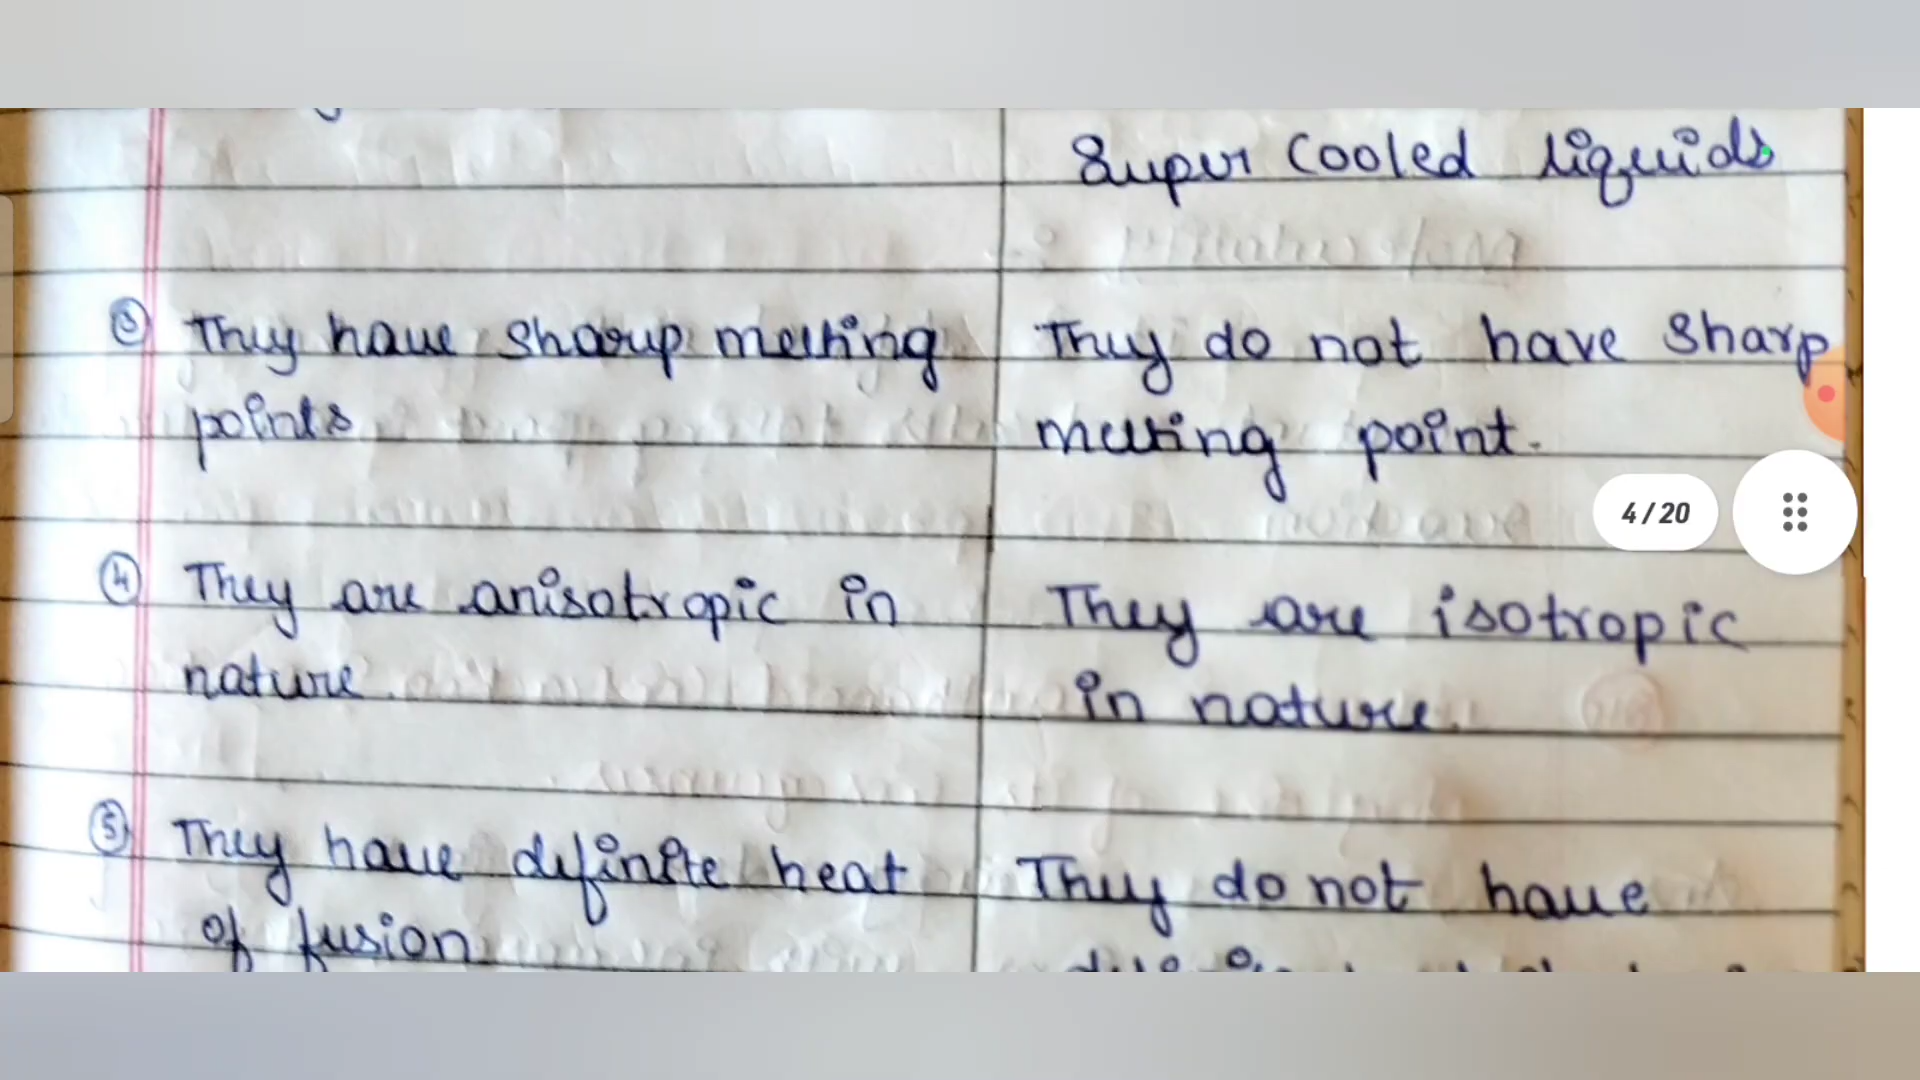 Super Cooled liquids
③ They have sharp melting
points
They do not have sharp
melting point.
4/20
④ They are anisotropic in
nature.
They are isotropic
in nature.
⑤ They have definite heat
of fusion
They do not have